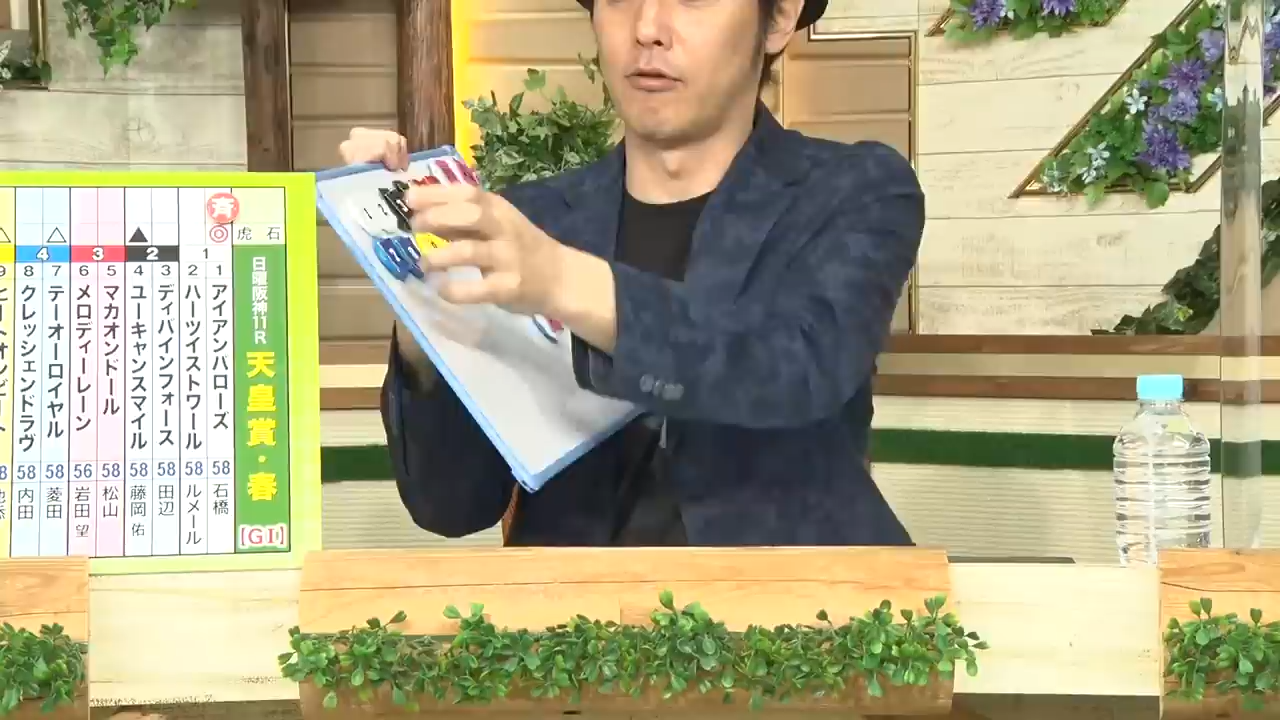 日曜阪神11R 天皇賞・春 【GI】
虎石
斉
◎
1
1 アイアンバローズ 58 石橋
2 ハーツイストワール 58 ルメール
▲
2
3 ディバインフォース 58 田辺
4 ユーキャンスマイル 58 藤岡佑
3
5 マカオンドール 58 松山
6 メロディーレーン 56 岩田望
△
4
7 テーオーロイヤル 58 菱田
8 クレッシェンドラヴ 58 内田
△
9